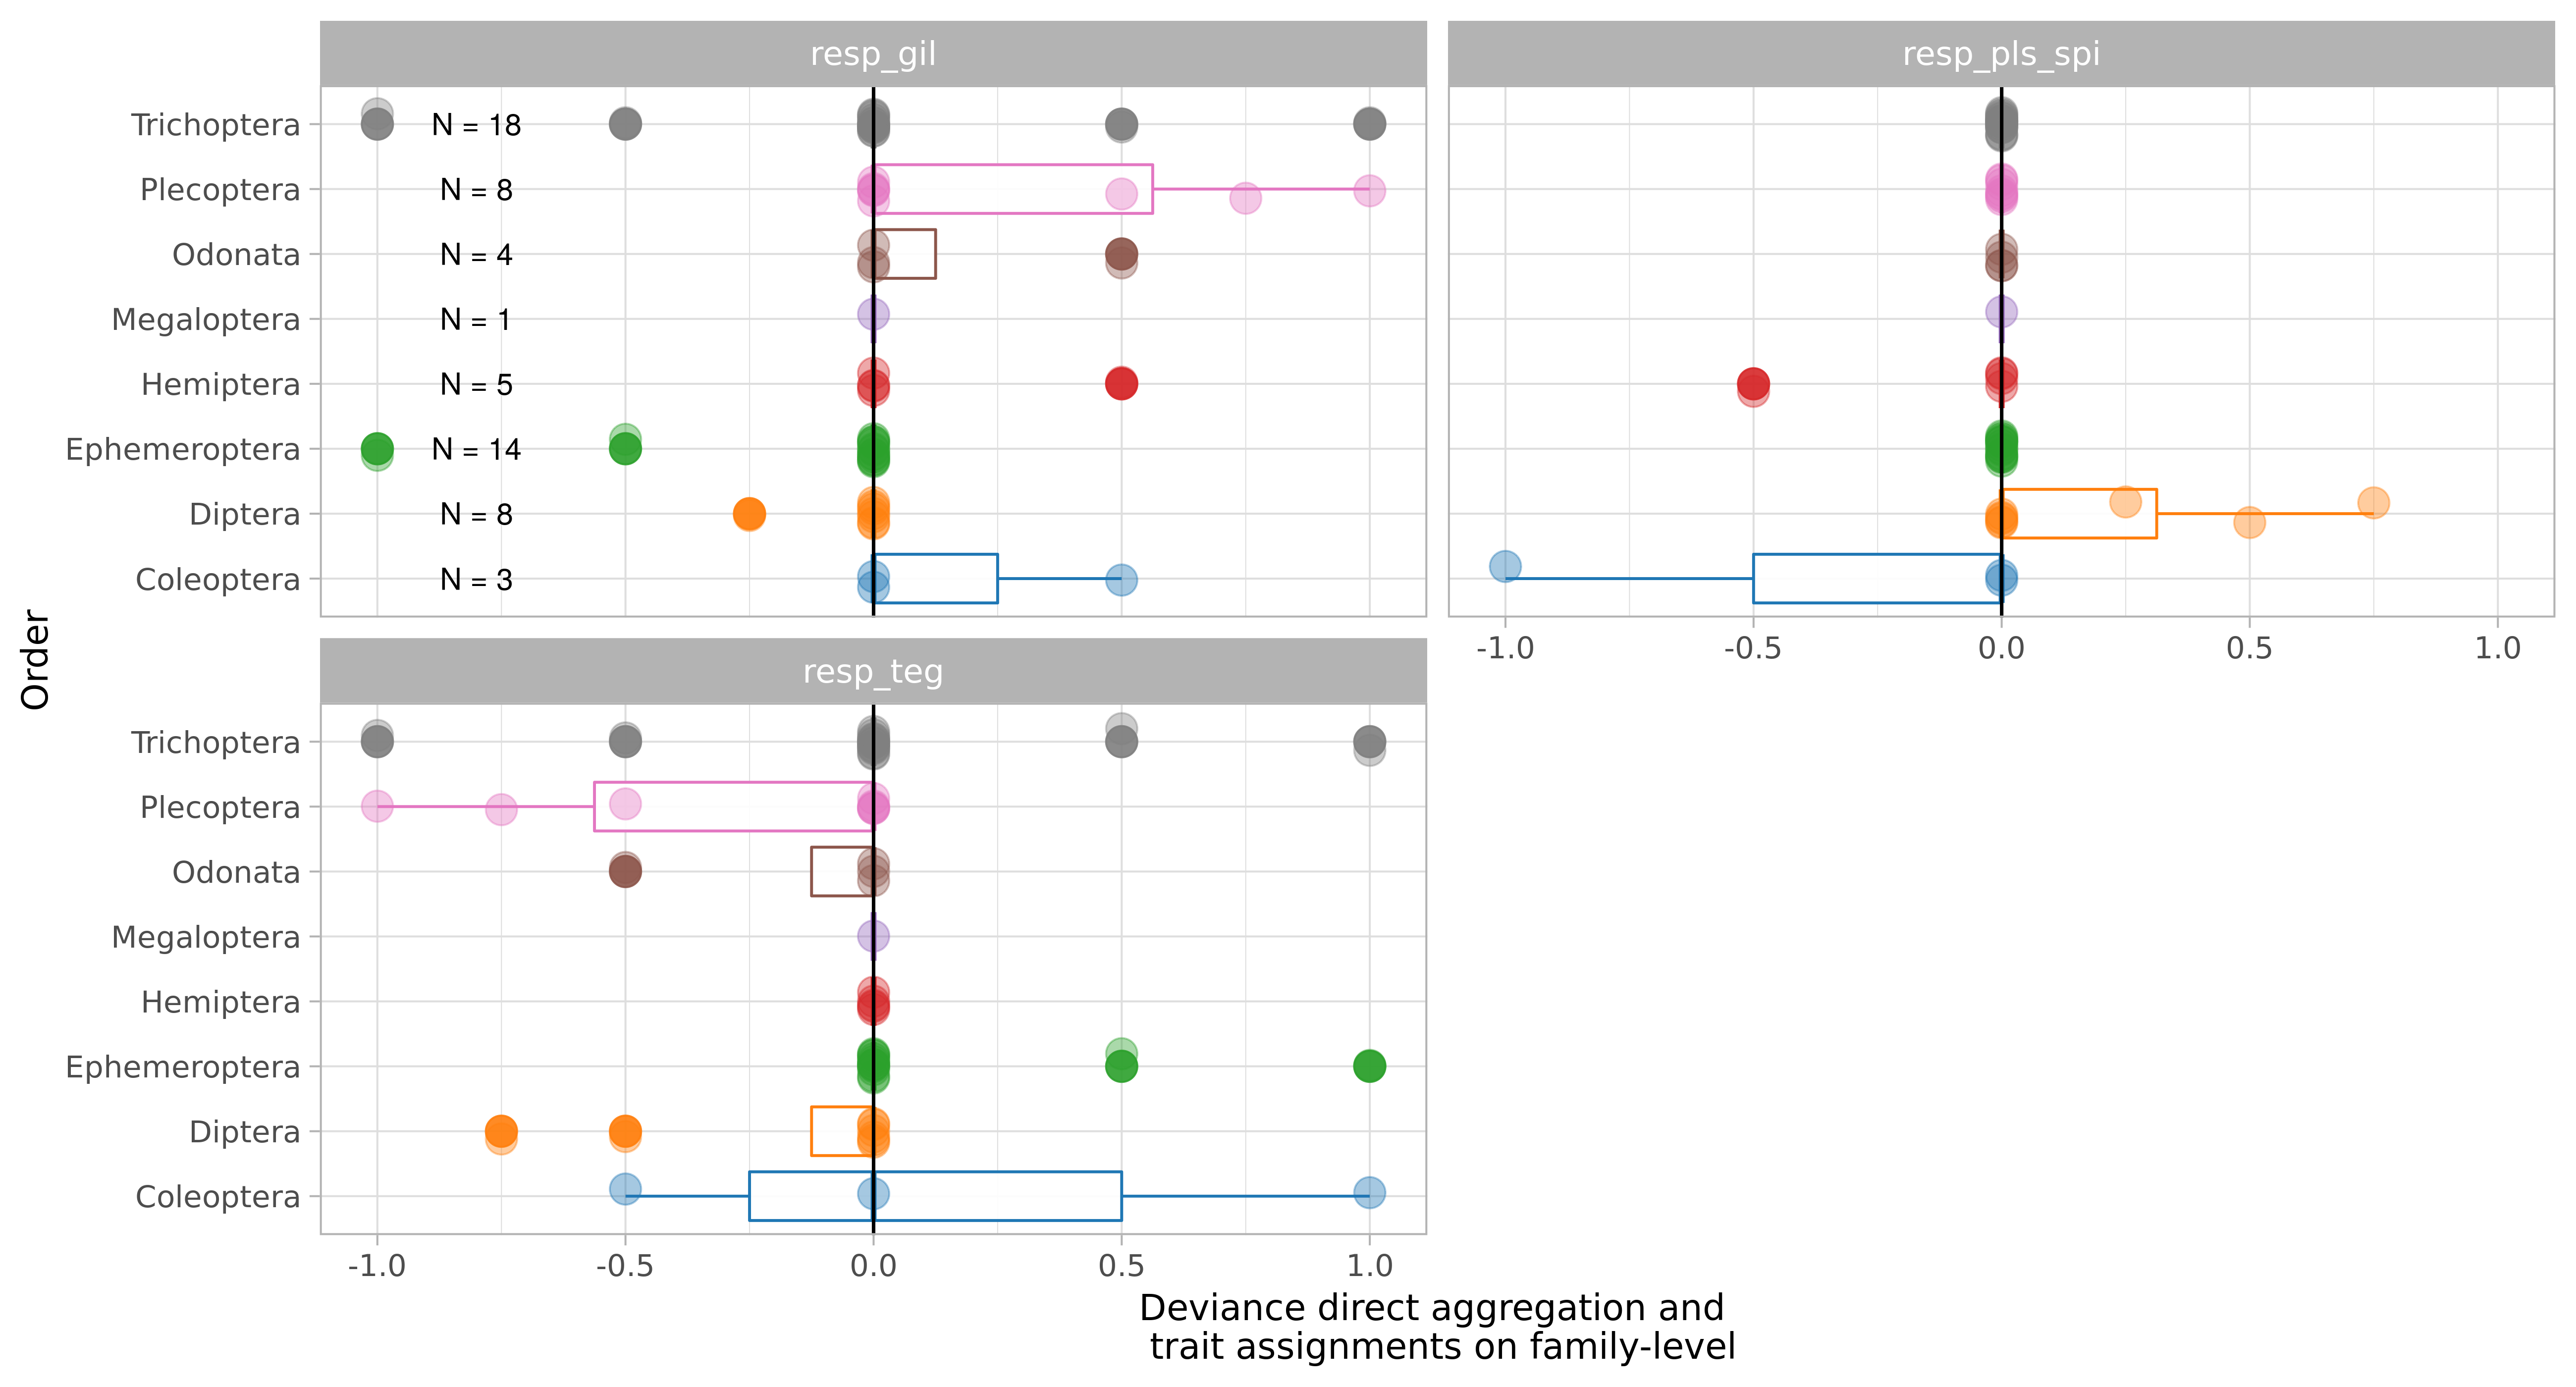 resp_gil
resp_pls_spi
Trichoptera
N = 18
Plecoptera
N = 8
Odonata
N = 4
Megaloptera
N = 1
Hemiptera
N = 5
Ephemeroptera
N = 14
Diptera
N = 8
Coleoptera
N = 3
-1.0 -0.5 0.0 0.5 1.0
Order
resp_teg
Trichoptera
Plecoptera
Odonata
Megaloptera
Hemiptera
Ephemeroptera
Diptera
Coleoptera
-1.0 -0.5 0.0 0.5 1.0
Deviance direct aggregation and
trait assignments on family-level